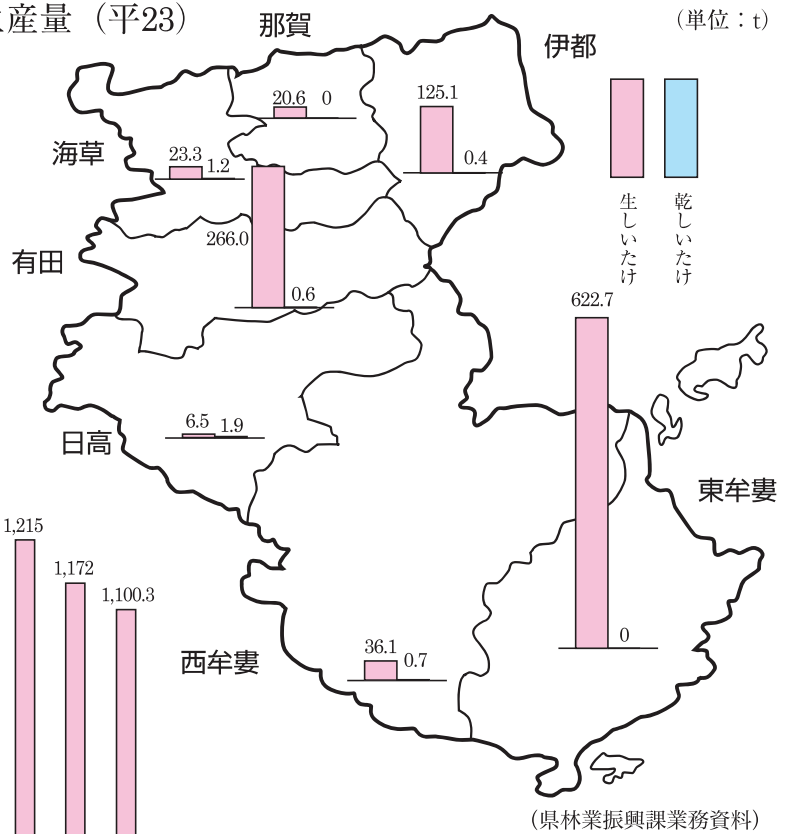 産量（平23）
（単位：t）
那賀
伊都
20.6 0
125.1
0.4
海草
23.3 1.2
生しいたけ
乾しいたけ
有田
266.0
0.6
622.7
0
日高
6.5 1.9
東牟婁
1,215
1,172
1,100.3
西牟婁
36.1 0.7
（県林業振興課業務資料）